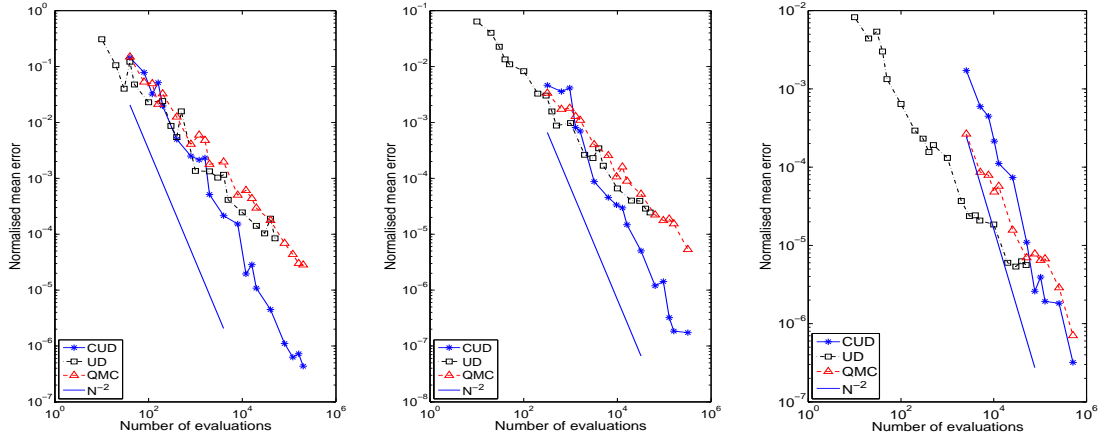 Normalised mean error
10^0
10^-1
10^-2
10^-3
10^-4
10^-5
10^-6
10^-7
10^0 10^2 10^4 10^6
Number of evaluations
CUD
UD
QMC
N^-2
Normalised mean error
10^-1
10^-2
10^-3
10^-4
10^-5
10^-6
10^-7
10^-8
10^0 10^2 10^4 10^6
Number of evaluations
CUD
UD
QMC
N^-2
Normalised mean error
10^-2
10^-3
10^-4
10^-5
10^-6
10^-7
10^0 10^2 10^4 10^6
Number of evaluations
CUD
UD
QMC
N^-2